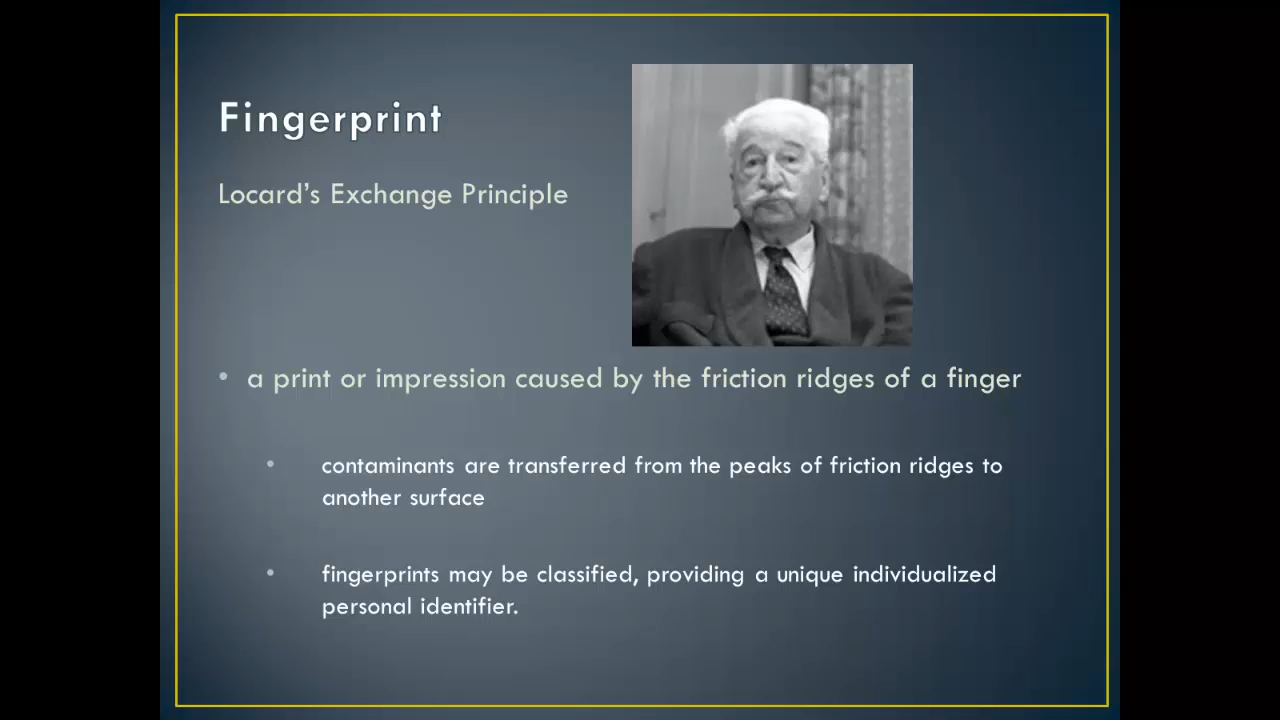 Fingerprint
Locard’s Exchange Principle
• a print or impression caused by the friction ridges of a finger
• contaminants are transferred from the peaks of friction ridges to
another surface
• fingerprints may be classified, providing a unique individualized
personal identifier.